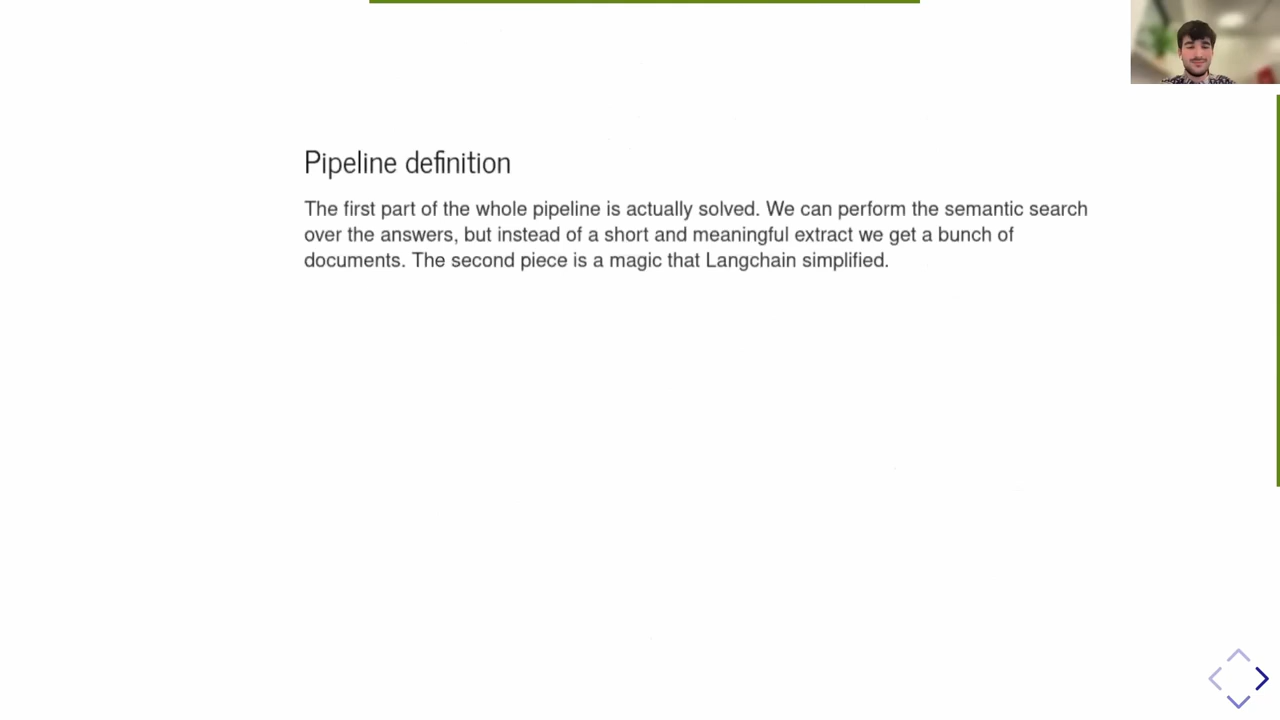 Pipeline definition
The first part of the whole pipeline is actually solved. We can perform the semantic search
over the answers, but instead of a short and meaningful extract we get a bunch of
documents. The second piece is a magic that Langchain simplified.